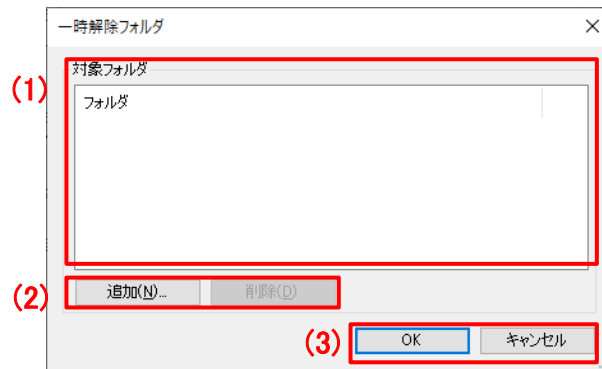 一時解除フォルダ
対象フォルダ
(1)
フォルダ
(2)
追加(N)...
削除(D)
(3)
OK
キャンセル